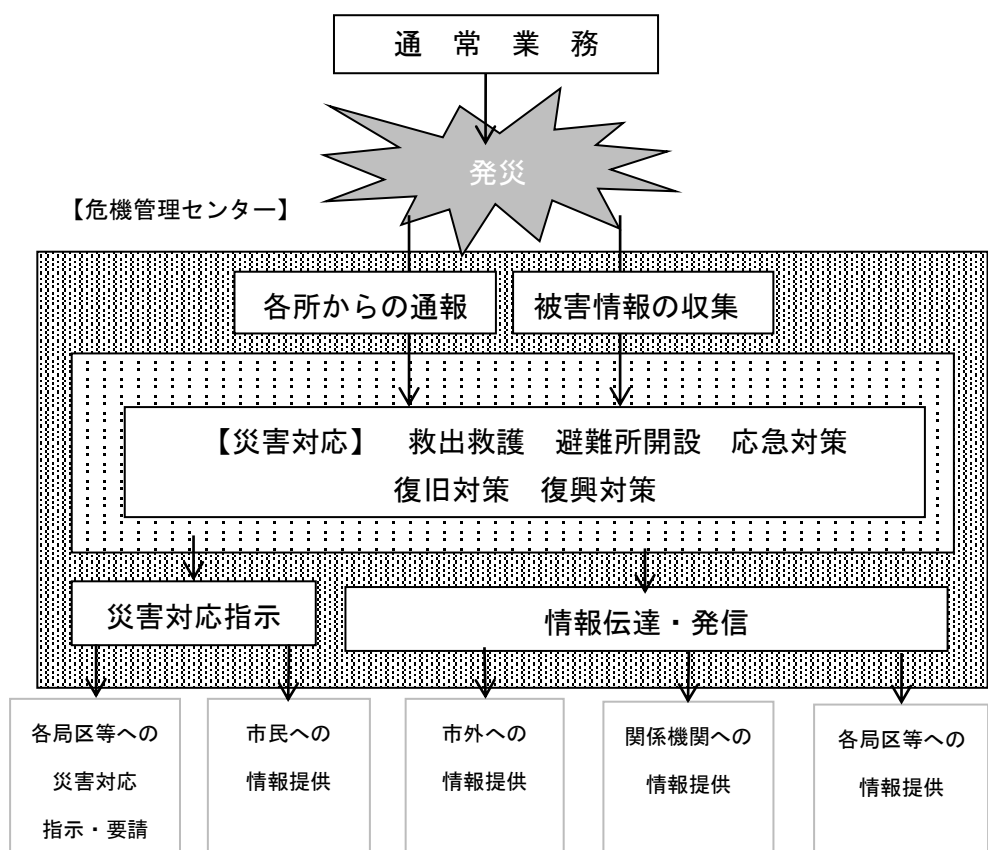 通　常　業　務
発災
【危機管理センター】
各所からの通報
被害情報の収集
【災害対応】　救出救護　避難所開設　応急対策
復旧対策　復興対策
災害対応指示
情報伝達・発信
各局区等への
災害対応
指示・要請
市民への
情報提供
市外への
情報提供
関係機関への
情報提供
各局区等への
情報提供